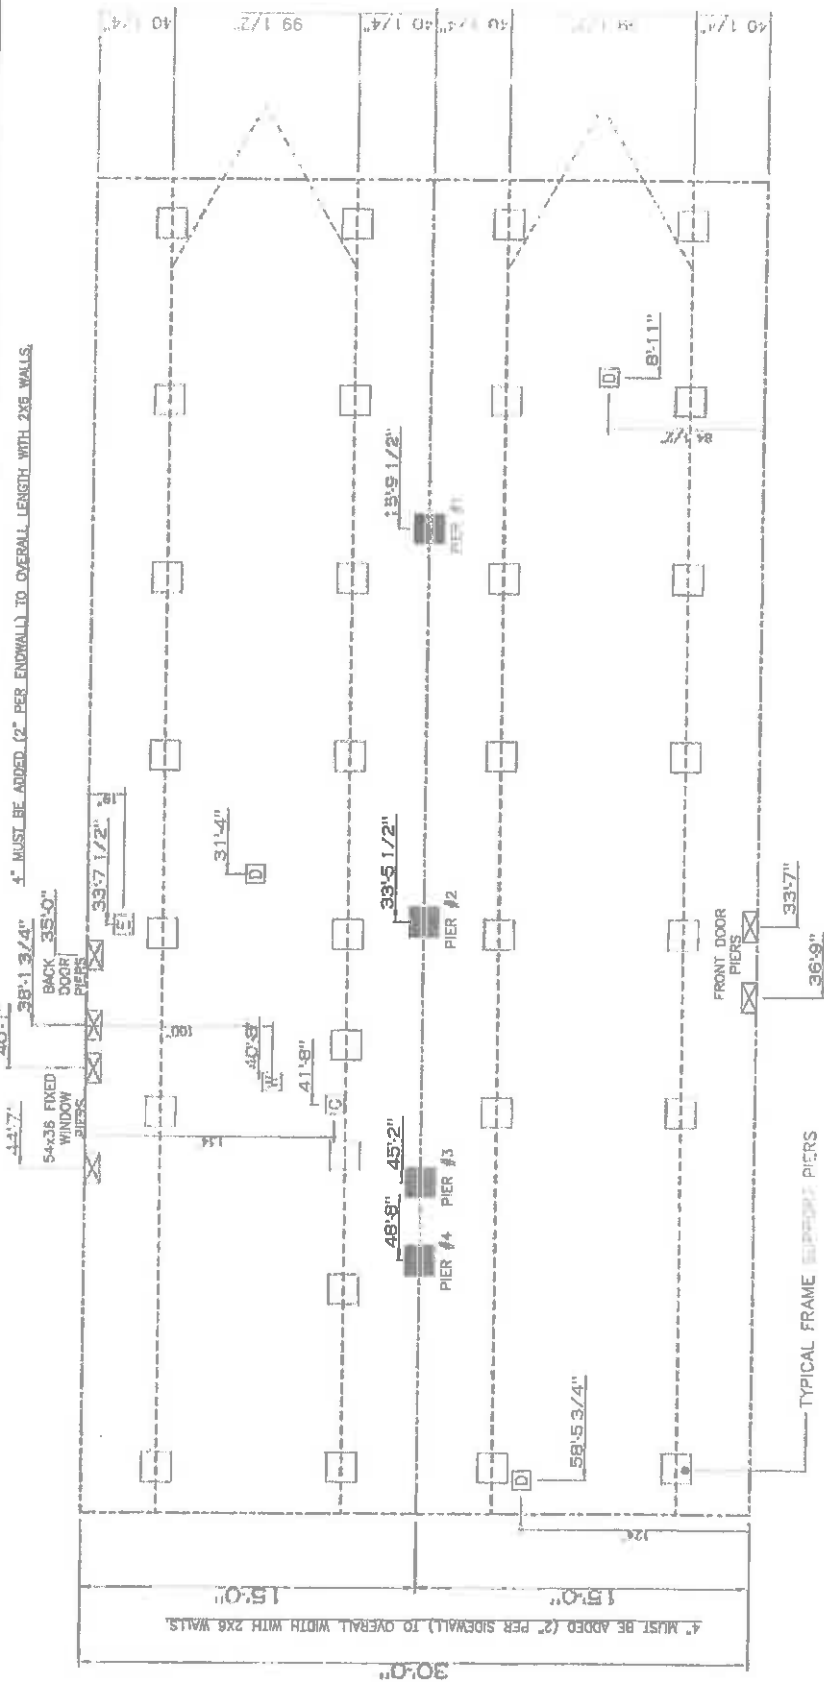 40 1/4"
99 1/2"
40 1/4"
40 1/4"
40 1/4"
4" MUST BE ADDED (2" PER ENDWALL) TO OVERALL LENGTH WITH 2X6 WALLS.
8'-11"
15'-9 1/2"
33'-7 1/2"
31'-4"
33'-5 1/2"
PIER #2
38'-1 3/4"
35'-0"
BACK
DOOR
PIERS
100"
40'-8"
41'-8"
44'-7"
54x36 FIXED
WINDOW
PIERS
134"
45'-2"
PIER #3
48'-8"
PIER #4
FRONT DOOR
PIERS
33'-7"
36'-9"
58'-5 3/4"
D
D
D
E
TYPICAL FRAME SUPPORT PIERS
15'-0"
15'-0"
4" MUST BE ADDED (2" PER SIDEWALL) TO OVERALL WIDTH WITH 2X6 WALLS.
30'-0"